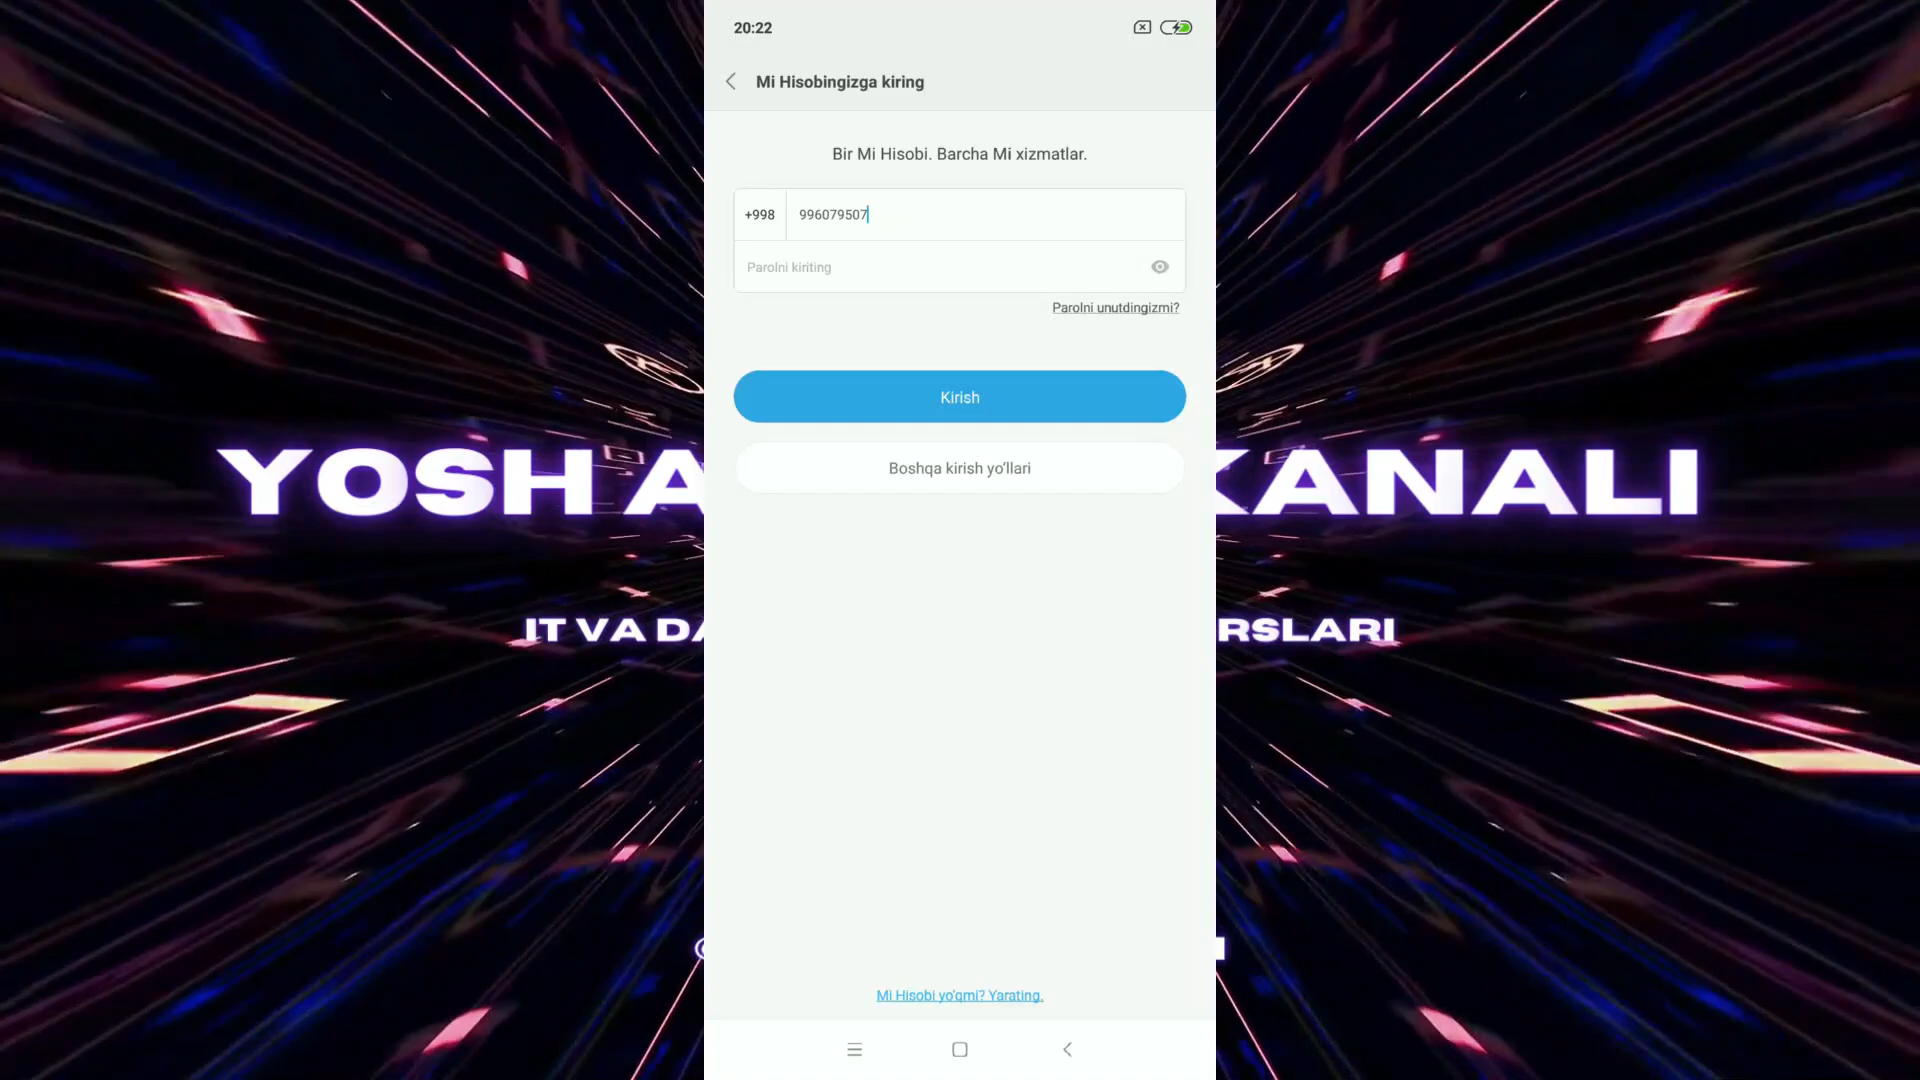 20:22
Mi Hisobingizga kiring
Bir Mi Hisobi. Barcha Mi xizmatlar.
+998 996079507
Parolni kiriting
Parolni unutdingizmi?
Kirish
YOSH A KANALI
Boshqa kirish yo'llari
IT VA DA RSLARI
Mi Hisobi yo'qmi? Yarating.